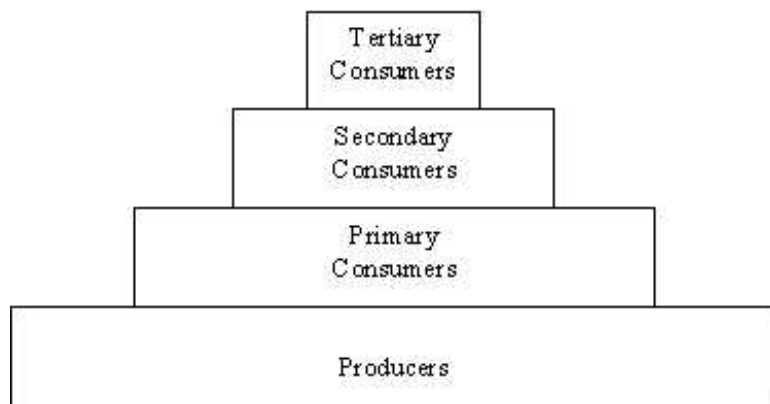 Tertiary
Consumers
Secondary
Consumers
Primary
Consumers
Producers